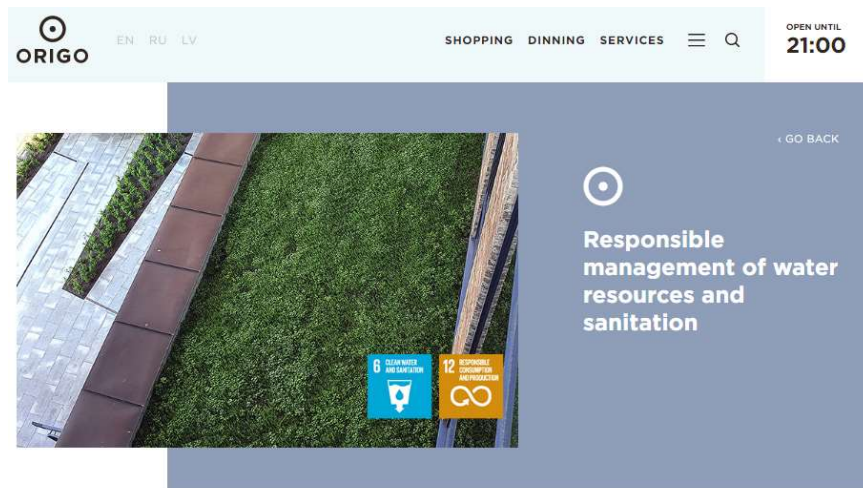 ORIGO
EN RU LV
SHOPPING DINNING SERVICES
OPEN UNTIL
21:00
‹ GO BACK
Responsible
management of water
resources and
sanitation
6 CLEAN WATER
AND SANITATION
12 RESPONSIBLE
CONSUMPTION
AND PRODUCTION